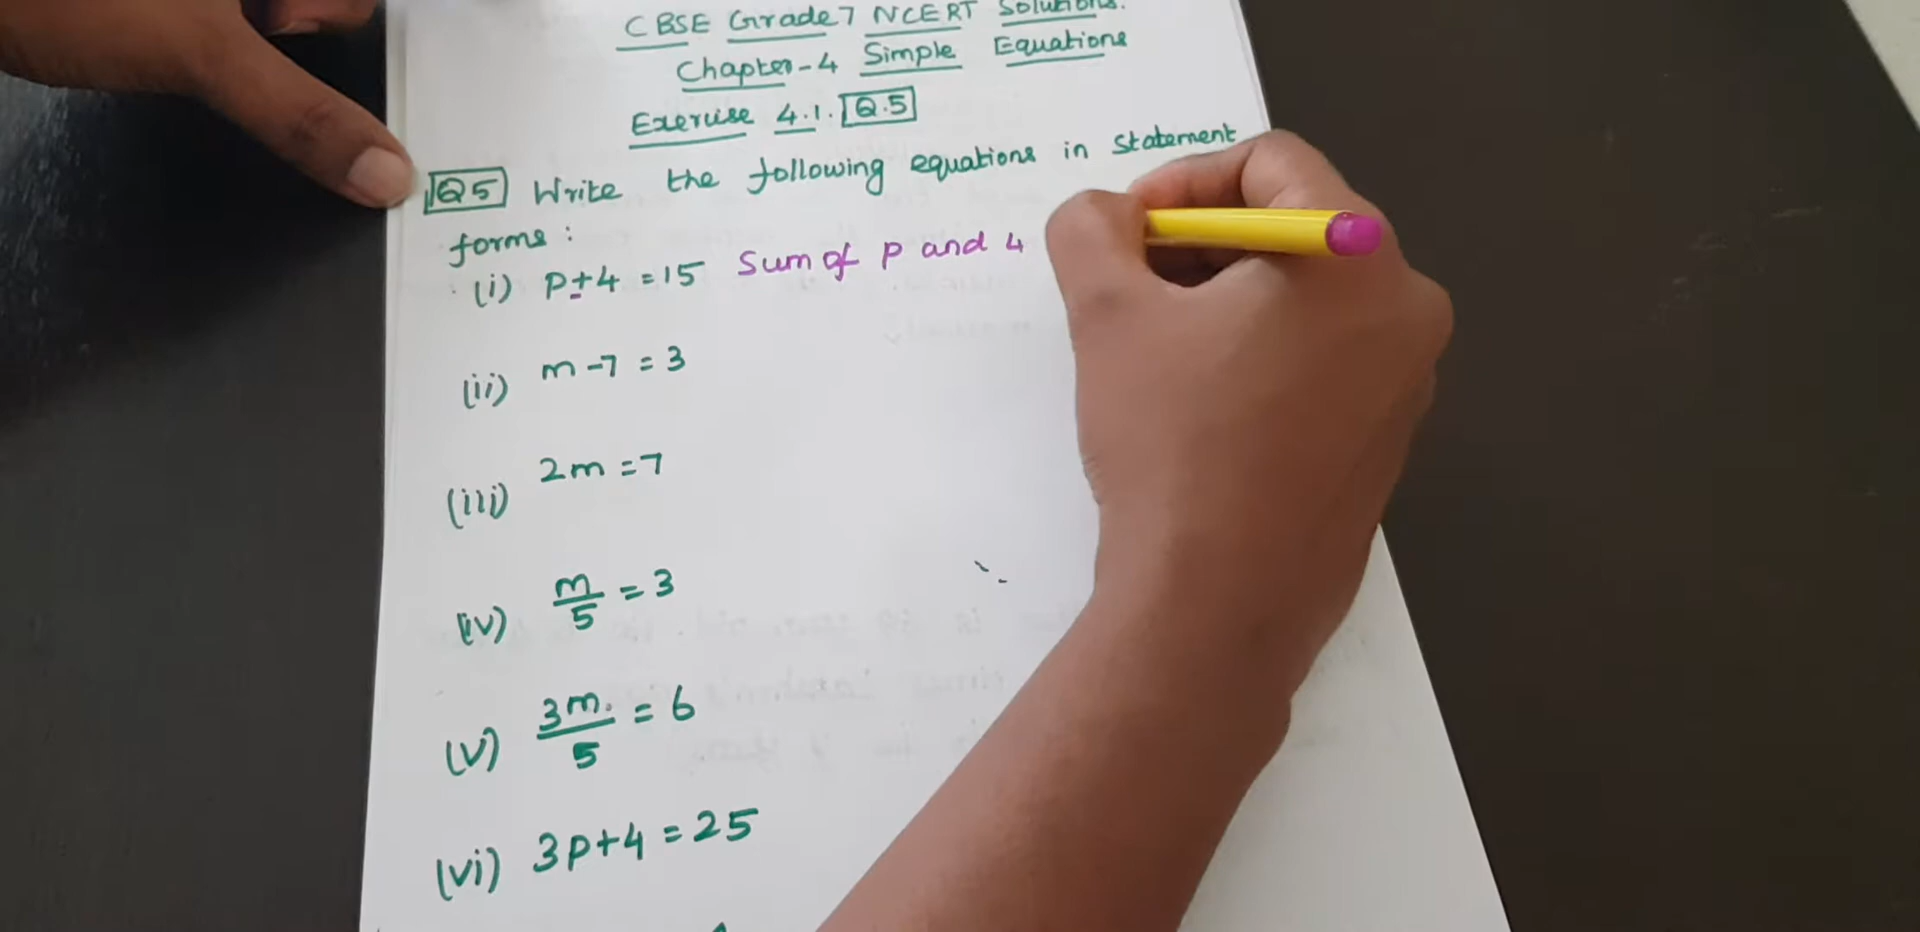 CBSE Grade 7 NCERT Solutions.
Chapter-4 Simple Equations
Exercise 4.1. Q.5
Q5 Write the following equations in statement
forms :
(i) p+4 = 15 Sum of p and 4
(ii) m-7 = 3
(iii) 2m = 7
(iv) m/5 = 3
(v) 3m/5 = 6
(vi) 3p+4 = 25